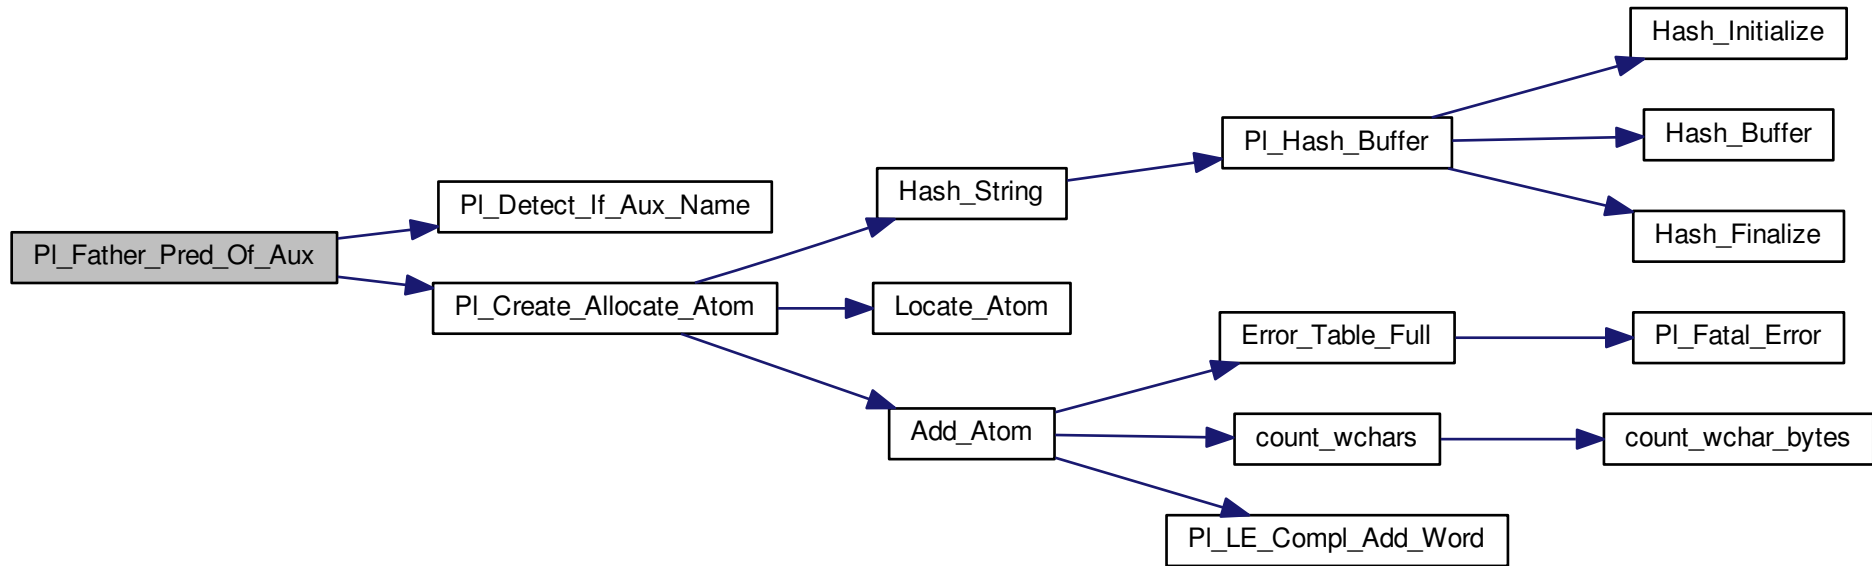 Hash_Initialize
Pl_Hash_Buffer
Hash_Buffer
Hash_String
Pl_Detect_If_Aux_Name
Hash_Finalize
Pl_Father_Pred_Of_Aux
Pl_Create_Allocate_Atom
Locate_Atom
Error_Table_Full
Pl_Fatal_Error
Add_Atom
count_wchars
count_wchar_bytes
Pl_LE_Compl_Add_Word